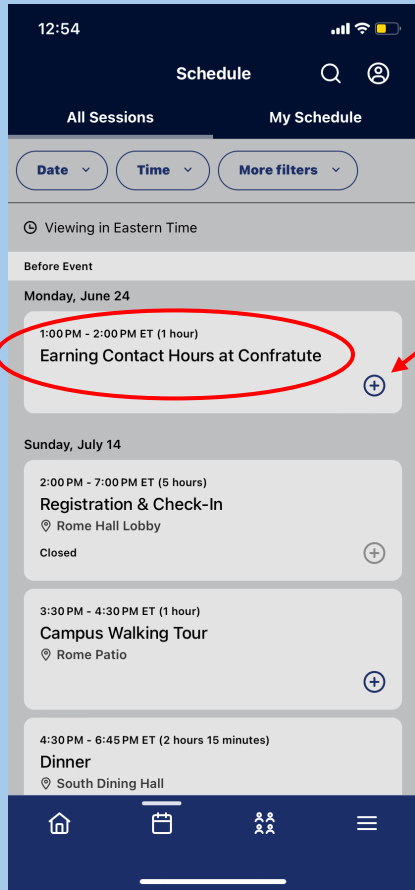 12:54
Schedule
All Sessions My Schedule
Date Time More filters
Viewing in Eastern Time
Before Event
Monday, June 24
1:00 PM - 2:00 PM ET (1 hour)
Earning Contact Hours at Confratute
Sunday, July 14
2:00 PM - 7:00 PM ET (5 hours)
Registration & Check-In
Rome Hall Lobby
Closed
3:30 PM - 4:30 PM ET (1 hour)
Campus Walking Tour
Rome Patio
4:30 PM - 6:45 PM ET (2 hours 15 minutes)
Dinner
South Dining Hall